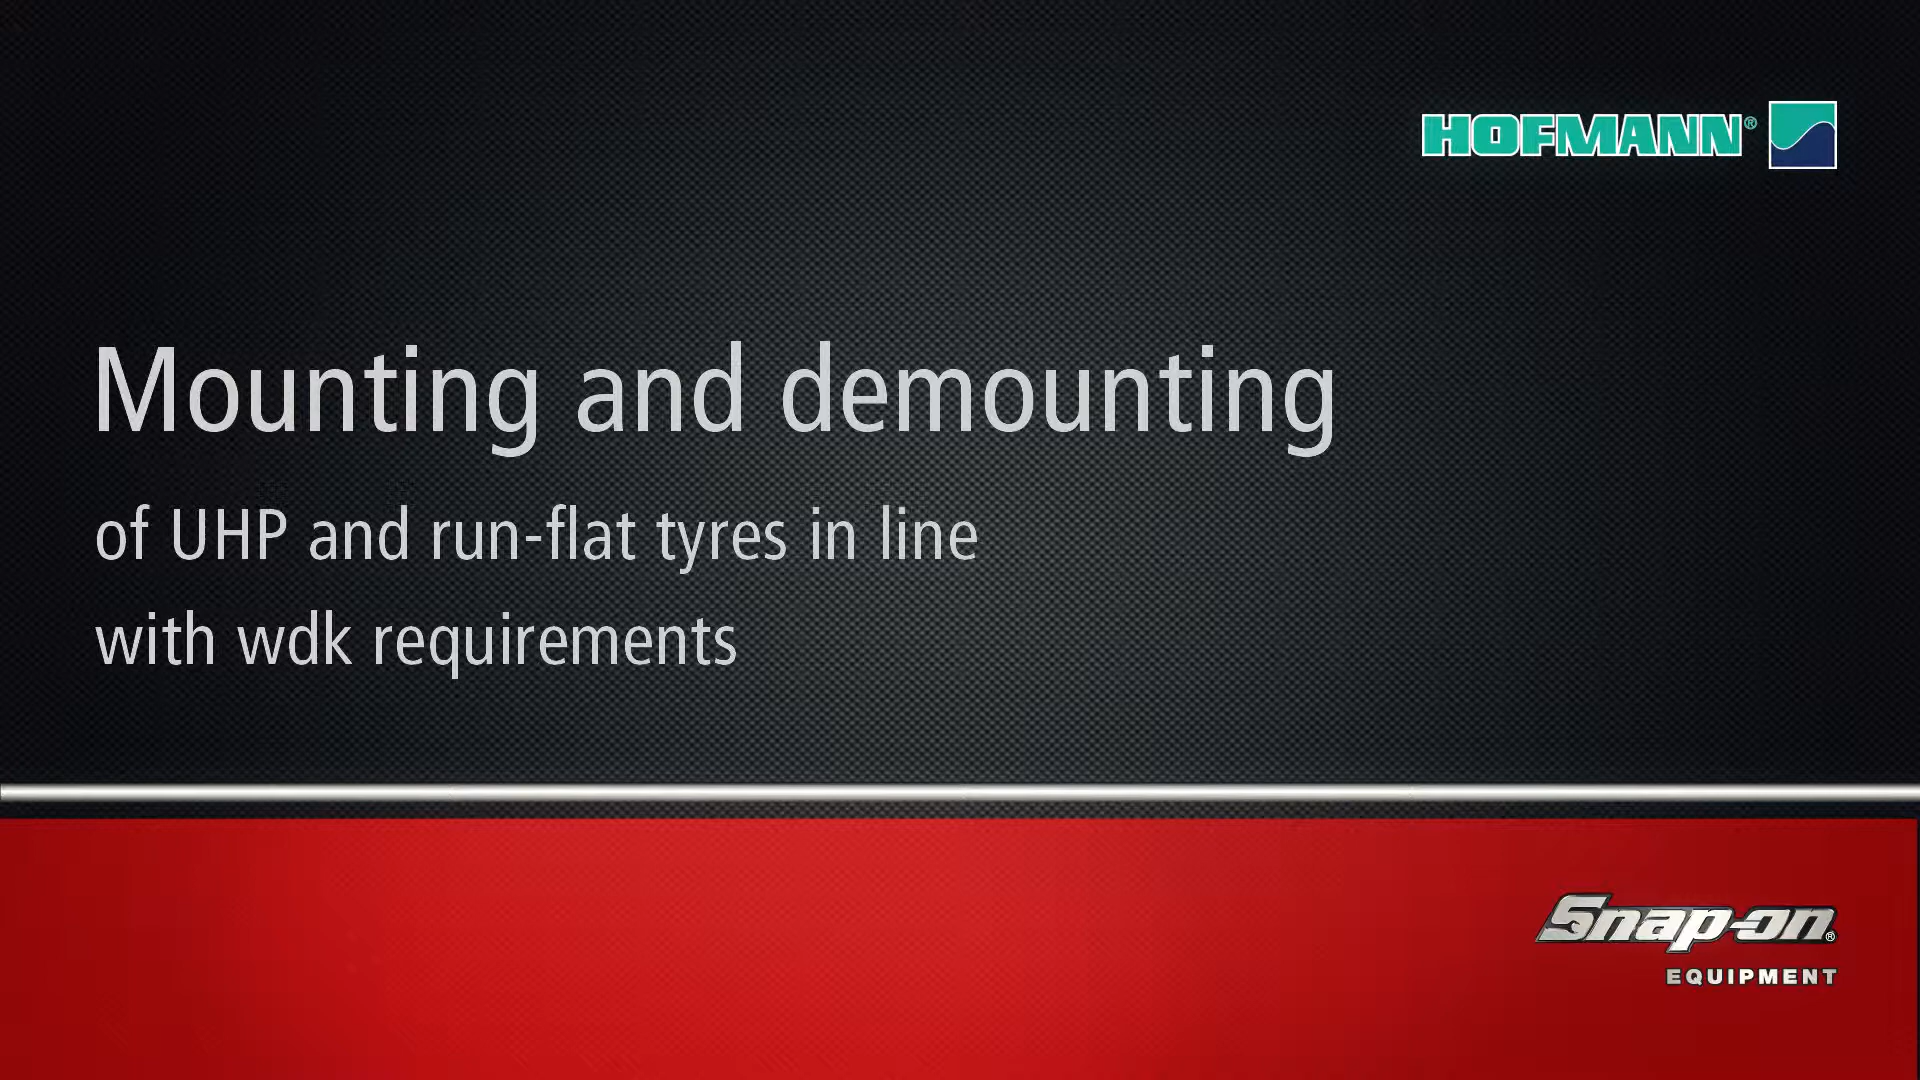 HOFMANN®
Mounting and demounting
of UHP and run-flat tyres in line
with wdk requirements
Snap-on®
EQUIPMENT